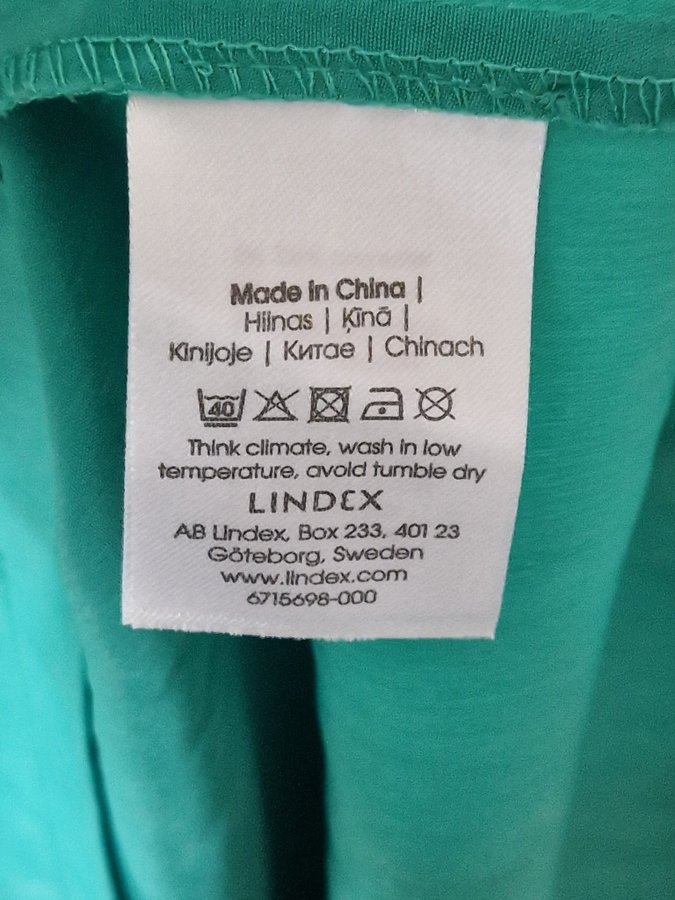 Made in China |
Hiinas | Ķīnā |
Kinijoje | Китае | Chinach
40
Think climate, wash in low
temperature, avoid tumble dry
LINDEX
AB Lindex, Box 233, 401 23
Göteborg, Sweden
www.lindex.com
6715698-000